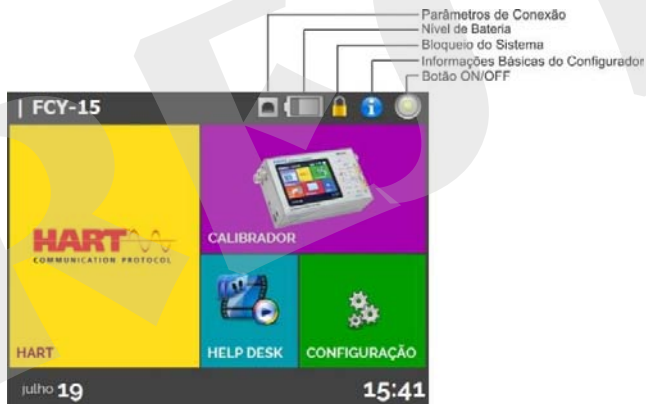 Parâmetros de Conexão
Nível de Bateria
Bloqueio do Sistema
Informações Básicas do Configurador
Botão ON/OFF
| FCY-15
HART
COMMUNICATION PROTOCOL
CALIBRADOR
HART
HELP DESK
CONFIGURAÇÃO
julho 19
15:41